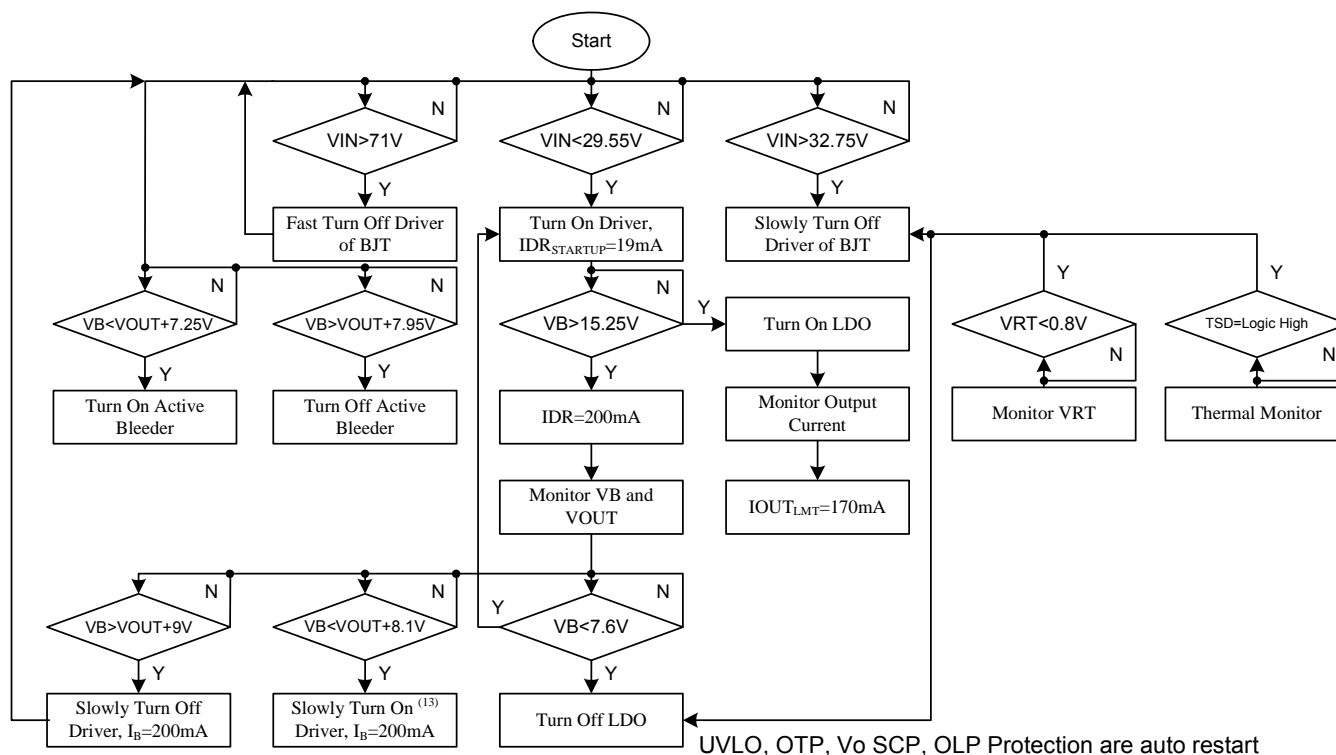 Start
N
N
N
VIN>71V
VIN<29.55V
VIN>32.75V
Y
Y
Y
Fast Turn Off Driver
of BJT
Turn On Driver,
IDRSTARTUP=19mA
Slowly Turn Off
Driver of BJT
N
N
N
Y
Y
Y
VB<VOUT+7.25V
VB>VOUT+7.95V
VB>15.25V
Turn On LDO
VRT<0.8V
TSD=Logic High
N
N
Y
Y
Y
Turn On Active
Bleeder
Turn Off Active
Bleeder
IDR=200mA
Monitor Output
Current
Monitor VRT
Thermal Monitor
Monitor VB and
VOUT
IOUTLMT=170mA
N
N
N
Y
VB>VOUT+9V
VB<VOUT+8.1V
VB<7.6V
Y
Y
Y
Slowly Turn Off
Driver, IB=200mA
Slowly Turn On (13)
Driver, IB=200mA
Turn Off LDO
UVLO, OTP, Vo SCP, OLP Protection are auto restart